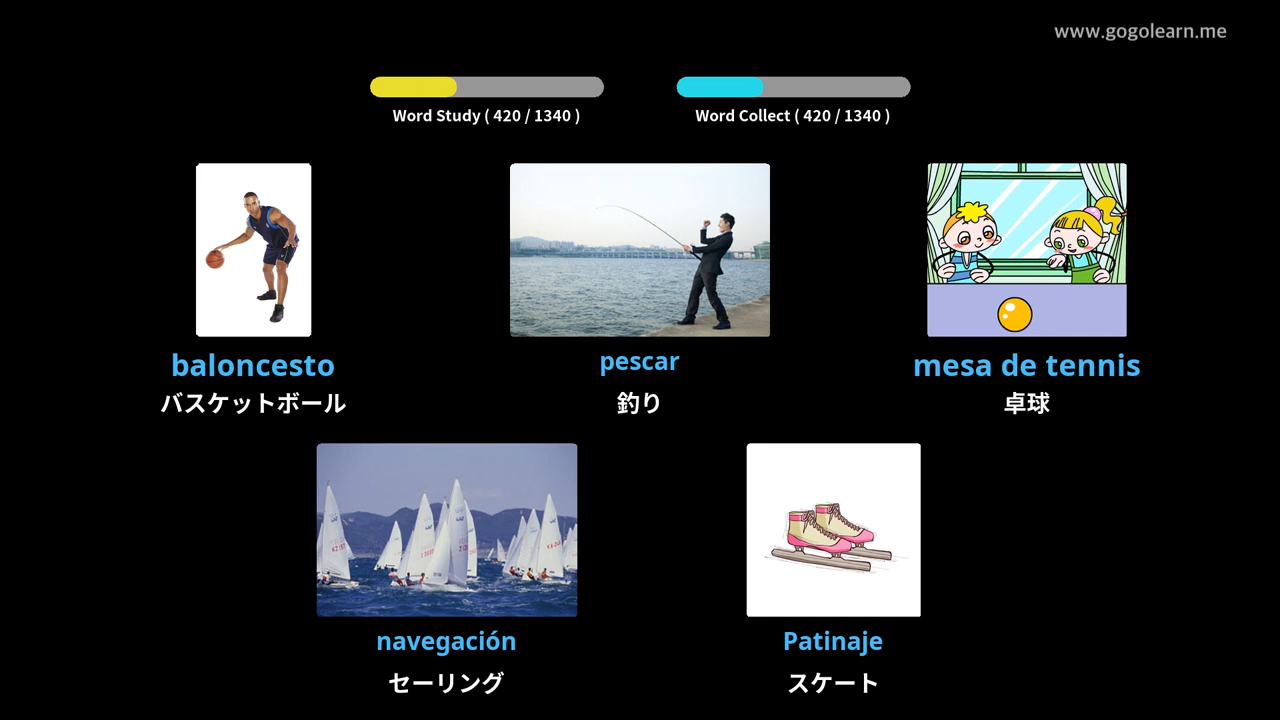 www.gogolearn.me
Word Study ( 420 / 1340 )
Word Collect ( 420 / 1340 )
baloncesto
バスケットボール
pescar
釣り
mesa de tennis
卓球
navegación
セーリング
Patinaje
スケート